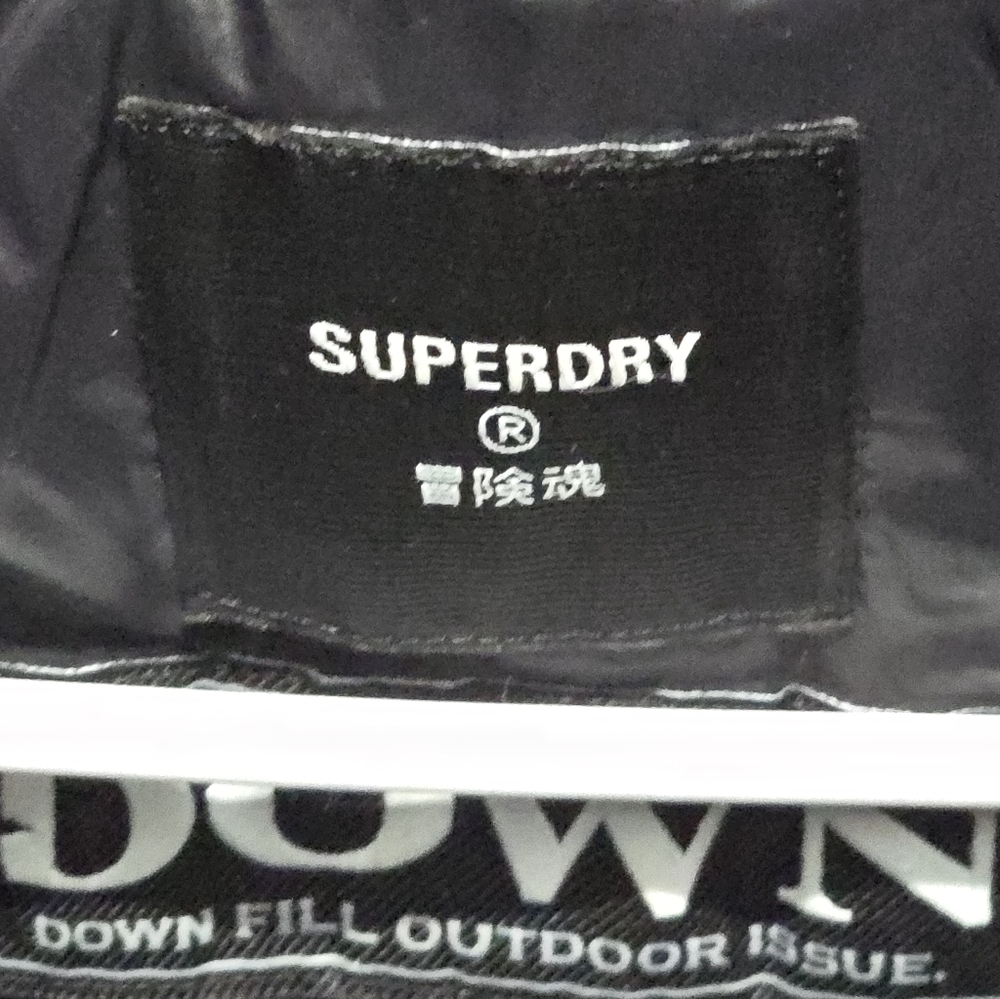 SUPERDRY
®
冒険魂
DOWN
DOWN FILL OUTDOOR ISSUE.